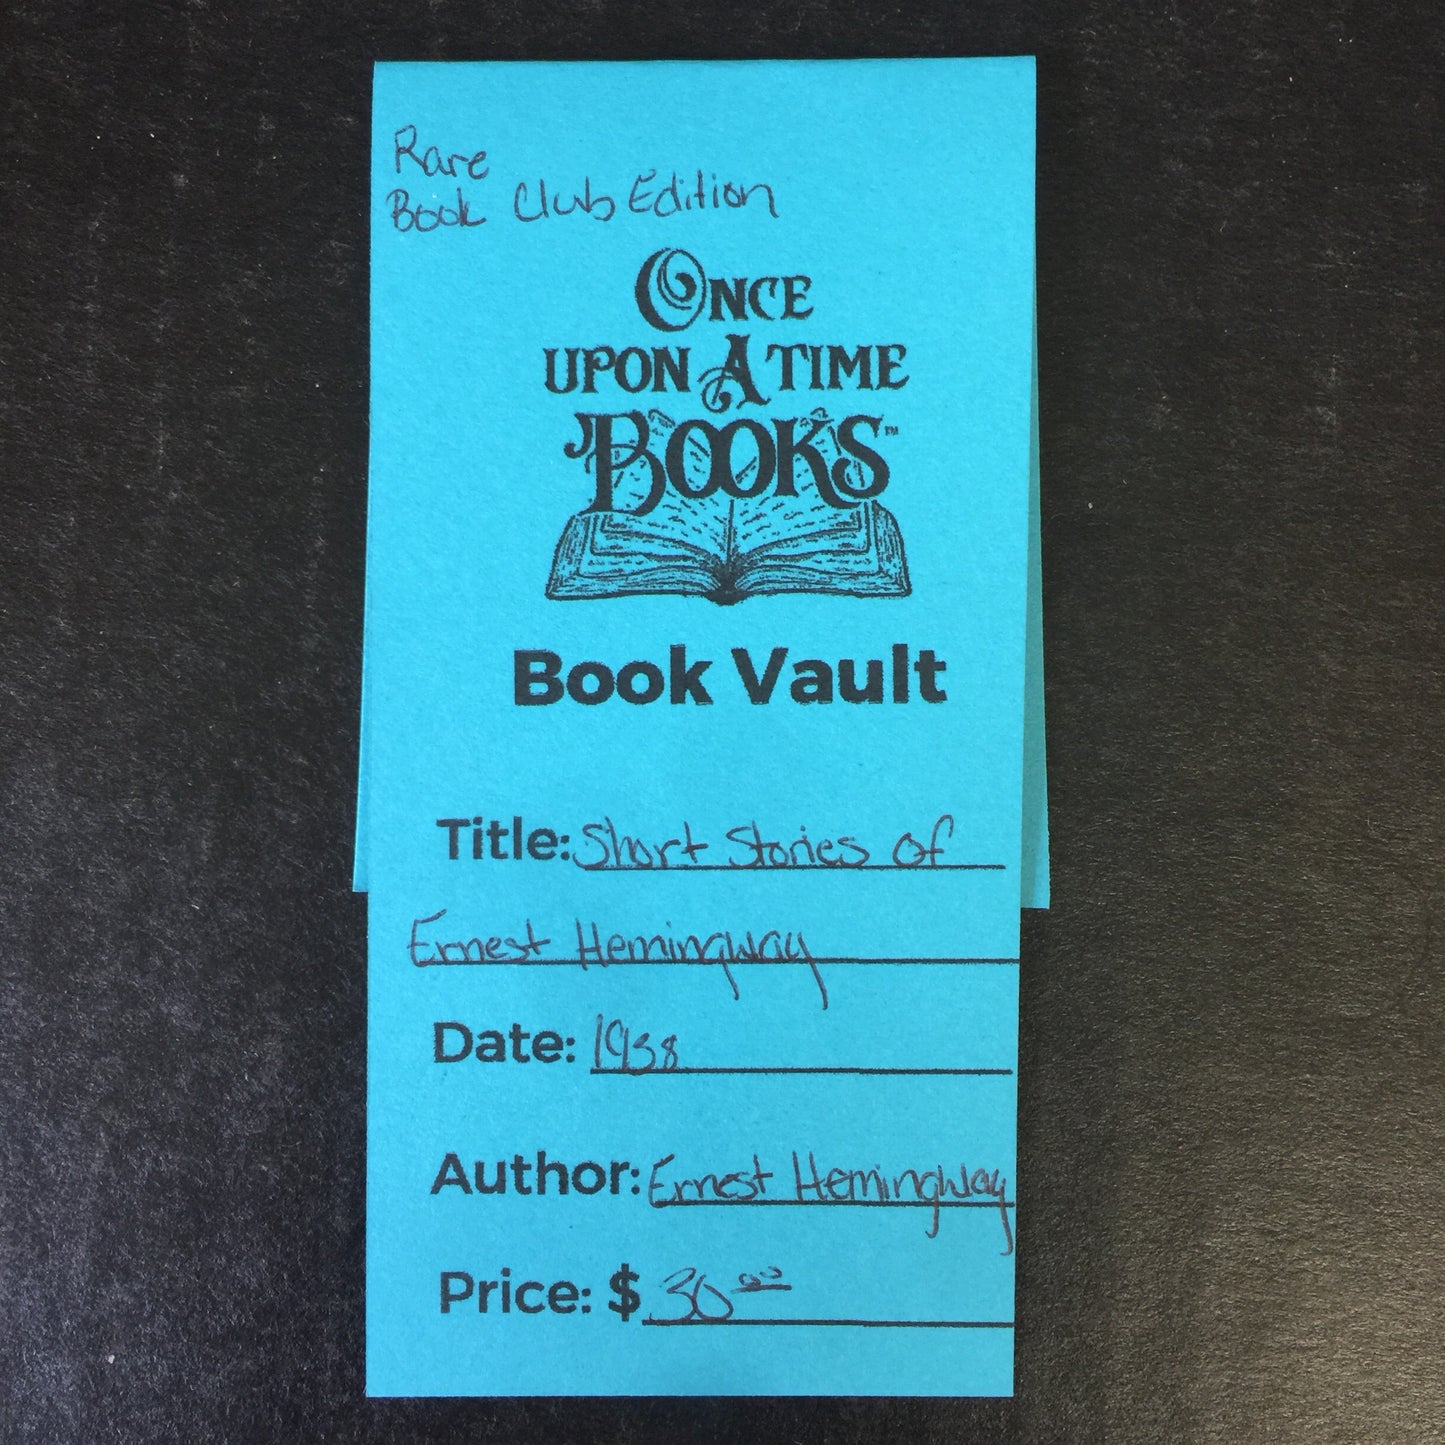 Rare
Book Club Edition
ONCE
UPON A TIME
BOOKS™
Book Vault
Title: Short Stories of
Ernest Hemingway
Date: 1938
Author: Ernest Hemingway
Price: $ 30.00